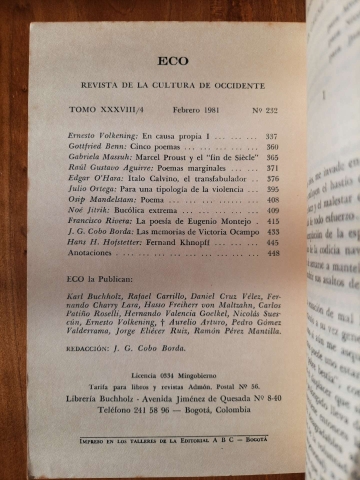 ECO
REVISTA DE LA CULTURA DE OCCIDENTE
TOMO XXXVIII/4 Febrero 1981 Nº 232
Ernesto Volkening: En causa propia I ... ... ... ... 337
Gottfried Benn: Cinco poemas ... ... ... ... ... 360
Gabriela Massuh: Marcel Proust y el "fin de Siècle" 365
Raúl Gustavo Aguirre: Poemas marginales ... ... 371
Edgar O'Hara: Italo Calvino, el transfabulador ... 376
Julio Ortega: Para una tipología de la violencia ... 395
Osip Mandelstam: Poema ... ... ... ... ... ... 408
Noé Jitrik: Bucólica extrema ... ... ... ... ... 409
Francisco Rivera: La poesía de Eugenio Montejo ... 415
J. G. Cobo Borda: Las memorias de Victoria Ocampo 433
Hans H. Hofstetter: Fernand Khnopff ... ... ... 445
Anotaciones ... ... ... ... ... ... ... ... ... 448
ECO la Publican:
Karl Buchholz, Rafael Carrillo, Daniel Cruz Vélez, Fer-
nando Charry Lara, Hasso Freiherr von Maltzahn, Carlos
Patiño Roselli, Hernando Valencia Goelkel, Nicolás Sues-
cún, Ernesto Volkening, † Aurelio Arturo, Pedro Gómez
Valderrama, Jorge Eliécer Ruiz, Ramón Pérez Mantilla.
REDACCIÓN: J. G. Cobo Borda.
Licencia 0334 Mingobierno
Tarifa para libros y revistas Admón. Postal Nº 56.
Librería Buchholz - Avenida Jiménez de Quesada Nº 8-40
Teléfono 241 58 96 — Bogotá, Colombia
IMPRESO EN LOS TALLERES DE LA EDITORIAL A B C — BOGOTÁ